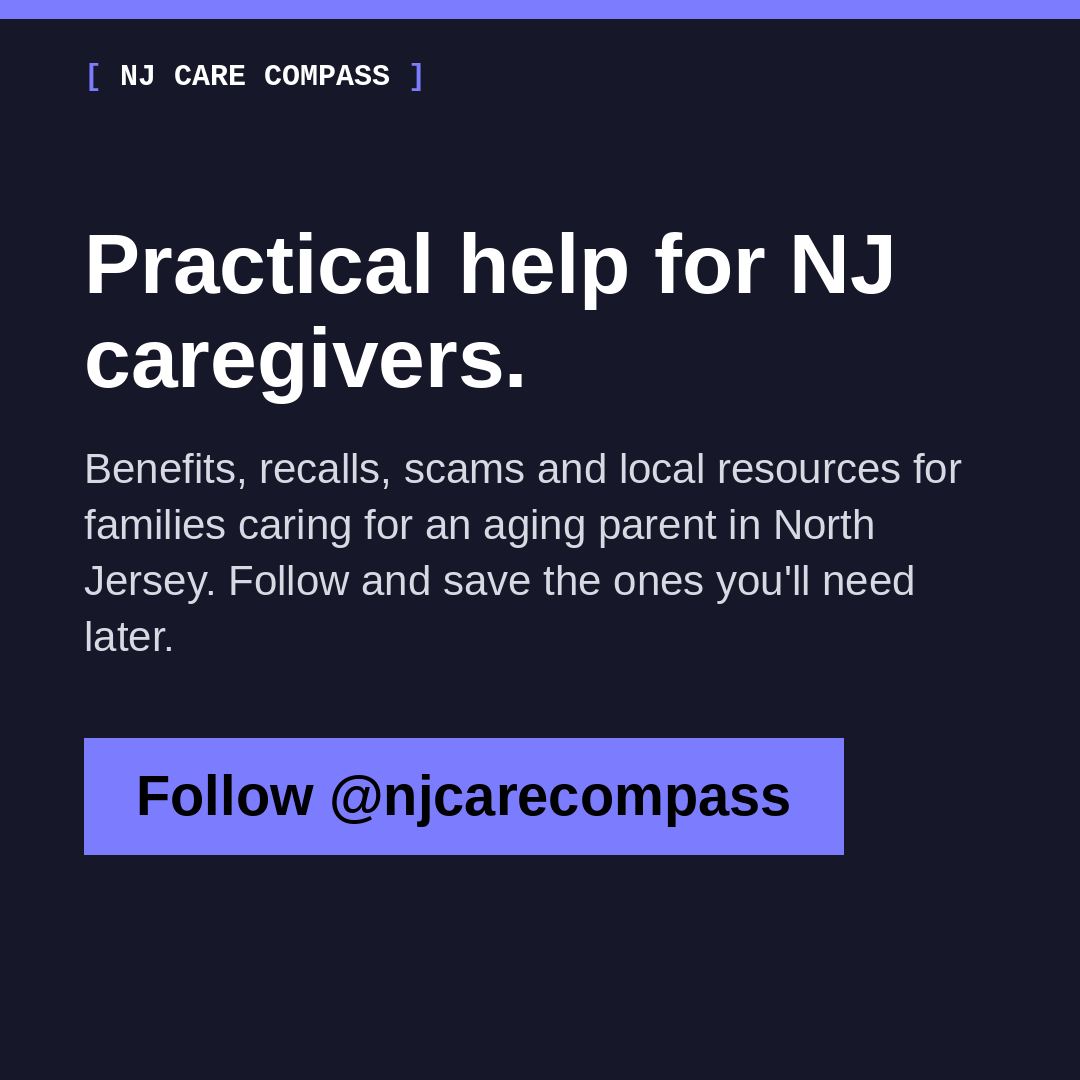 [ NJ CARE COMPASS ]
Practical help for NJ
caregivers.
Benefits, recalls, scams and local resources for
families caring for an aging parent in North
Jersey. Follow and save the ones you'll need
later.
Follow @njcarecompass